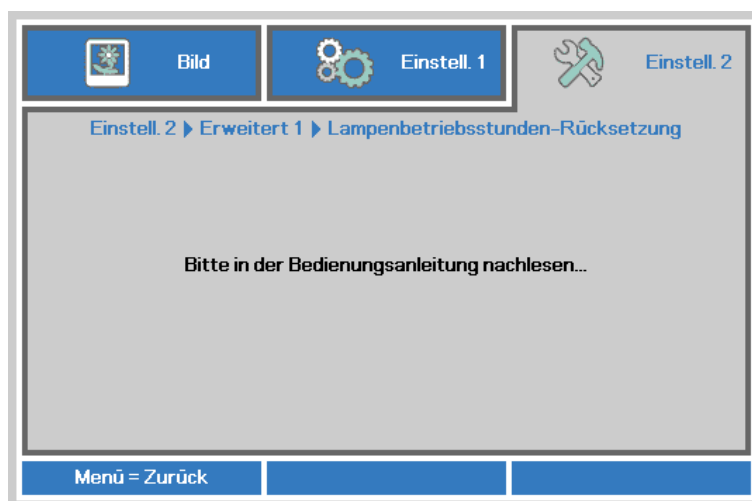 Bild
Einstell. 1
Einstell. 2
Einstell. 2 ▶ Erweitert 1 ▶ Lampenbetriebsstunden-Rücksetzung
Bitte in der Bedienungsanleitung nachlesen...
Menü = Zurück